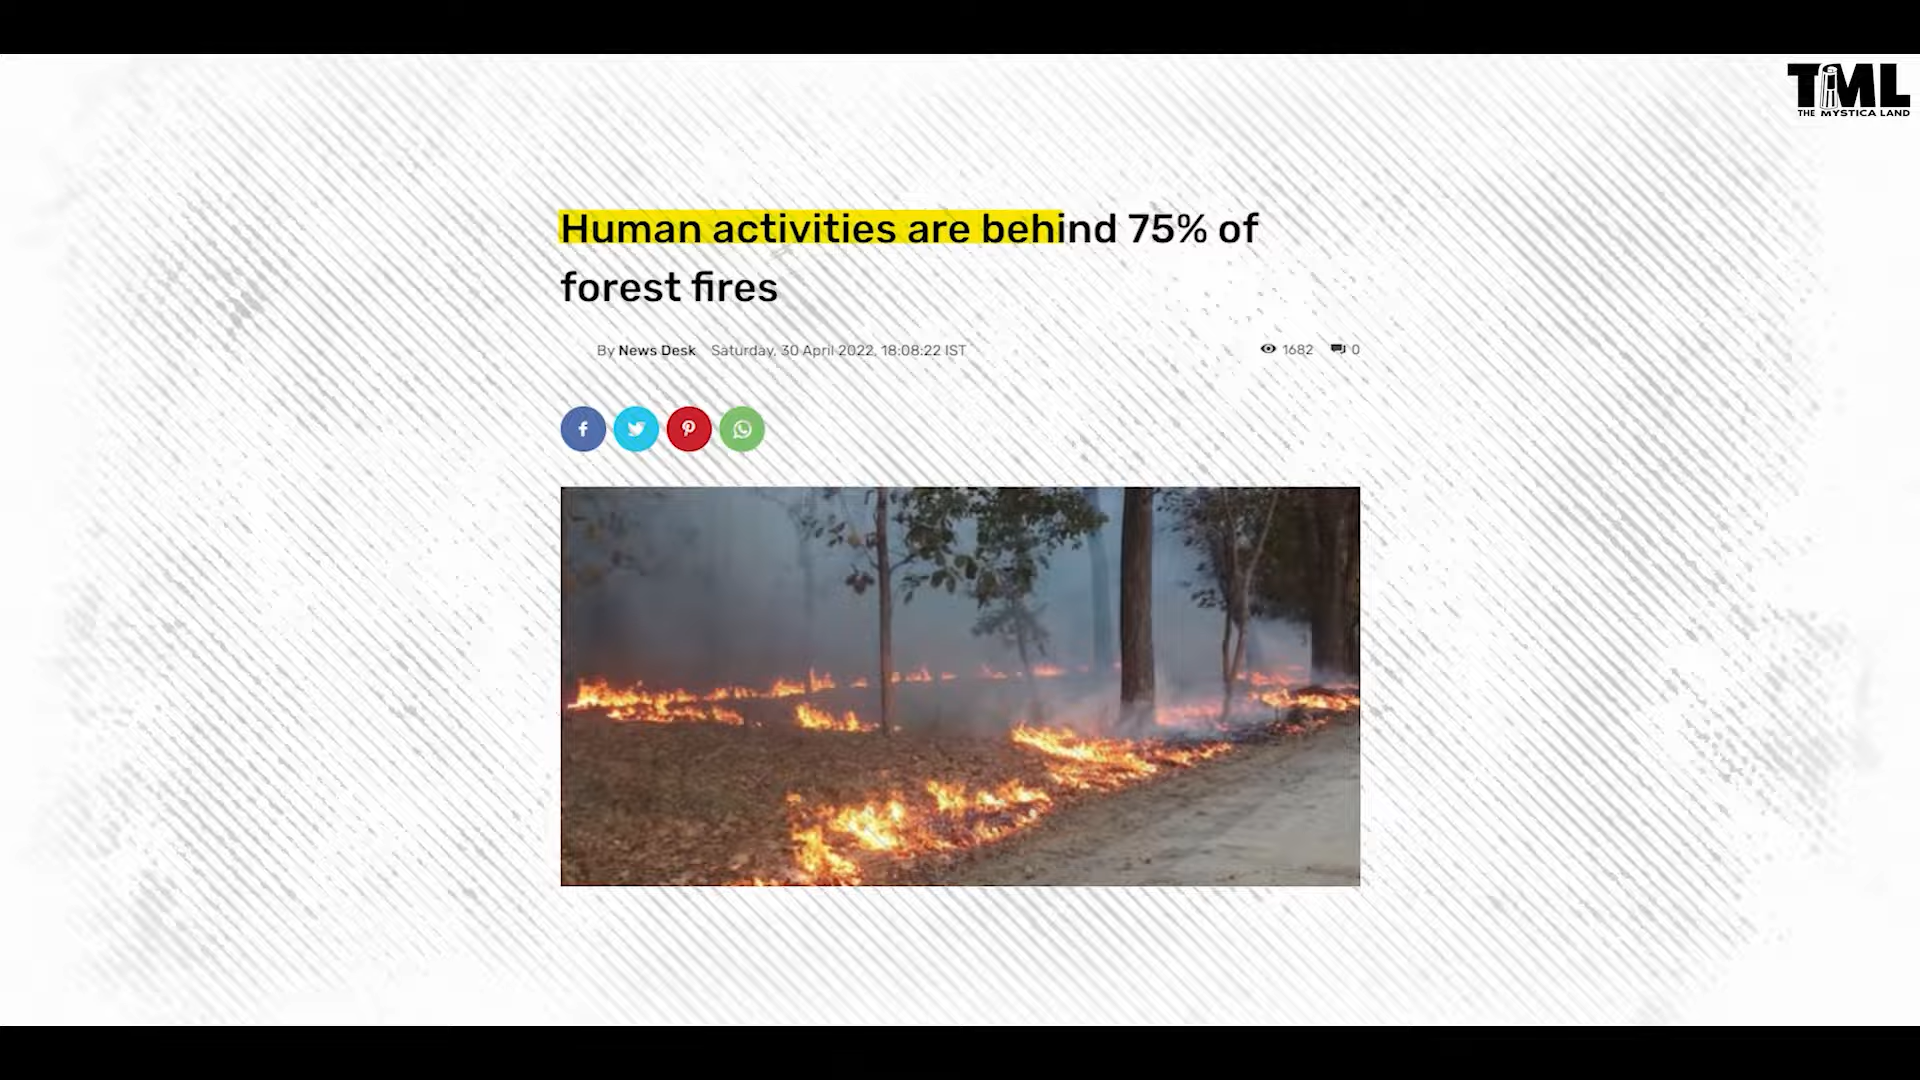 TML
THE MYSTICA LAND
Human activities are behind 75% of
forest fires
By News Desk Saturday, 30 April 2022, 18:08:22 IST 1682 0